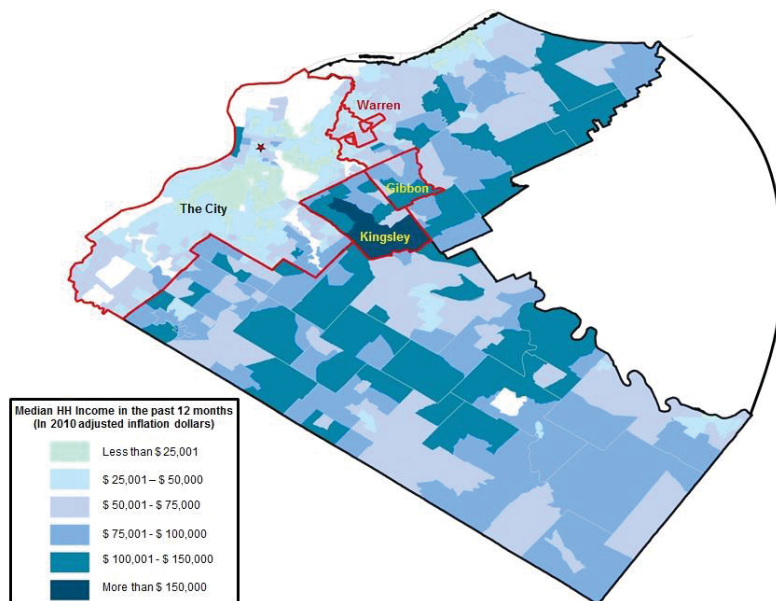 Warren
Gibbon
The City
Kingsley
Median HH Income in the past 12 months
(In 2010 adjusted inflation dollars)
Less than $ 25,001
$ 25,001 – $ 50,000
$ 50,001 - $ 75,000
$ 75,001 - $ 100,000
$ 100,001 - $ 150,000
More than $ 150,000